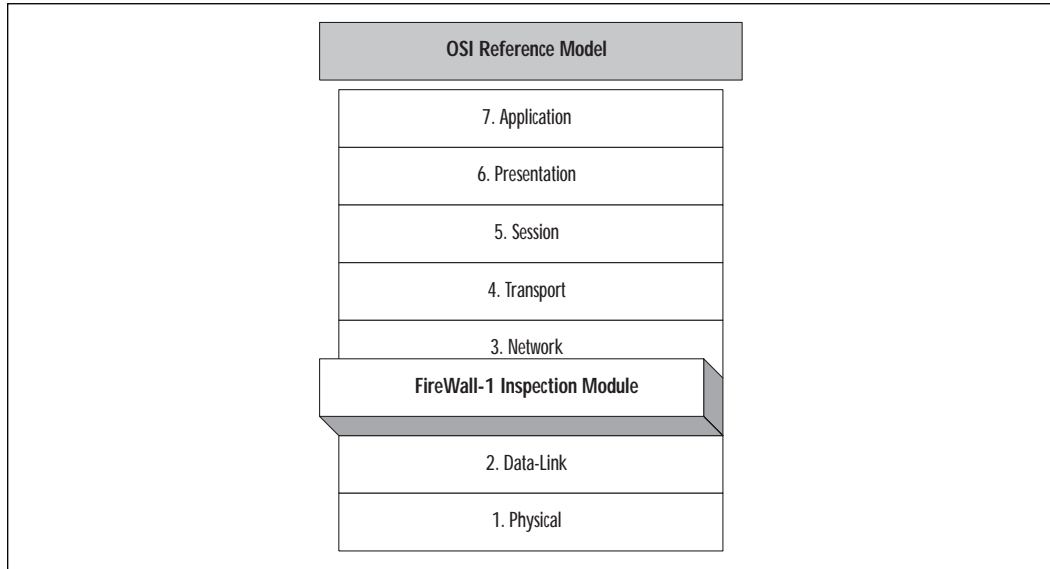 OSI Reference Model
7. Application
6. Presentation
5. Session
4. Transport
3. Network
FireWall-1 Inspection Module
2. Data-Link
1. Physical